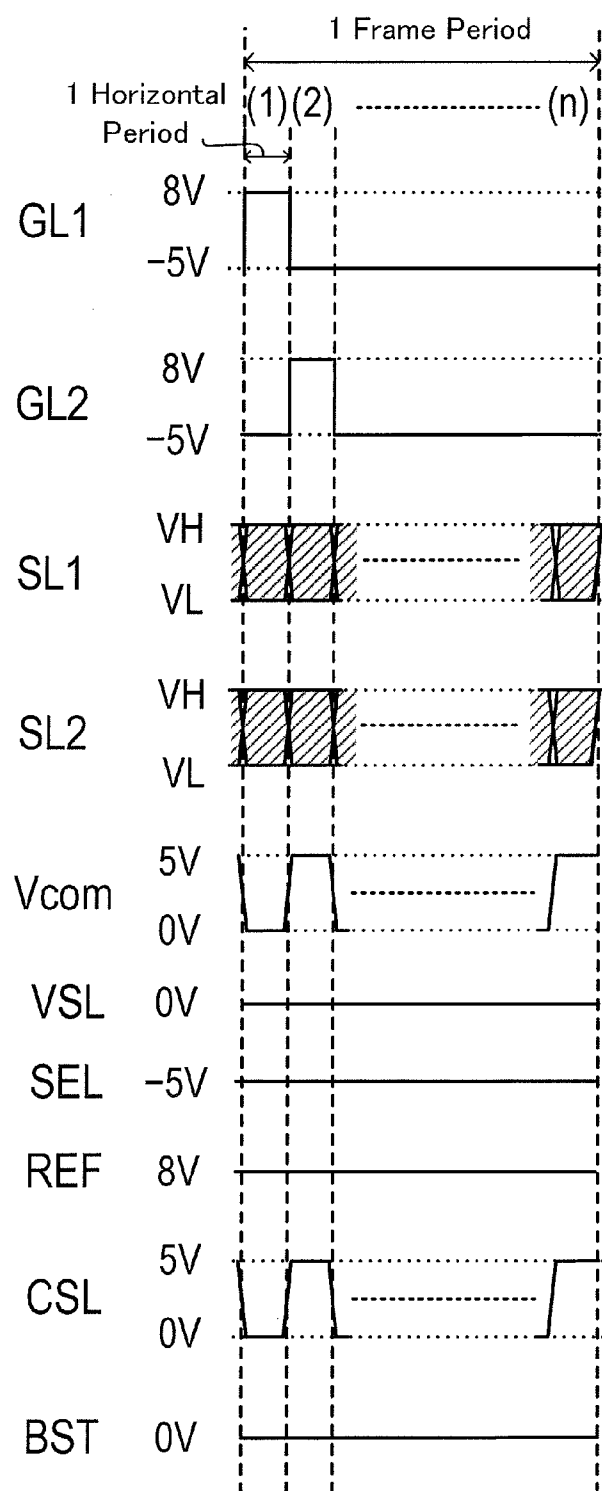 1 Frame Period
1 Horizontal Period
(1) (2) (n)
GL1 8V −5V
GL2 8V −5V
SL1 VH VL
SL2 VH VL
Vcom 5V 0V
VSL 0V
SEL −5V
REF 8V
CSL 5V 0V
BST 0V